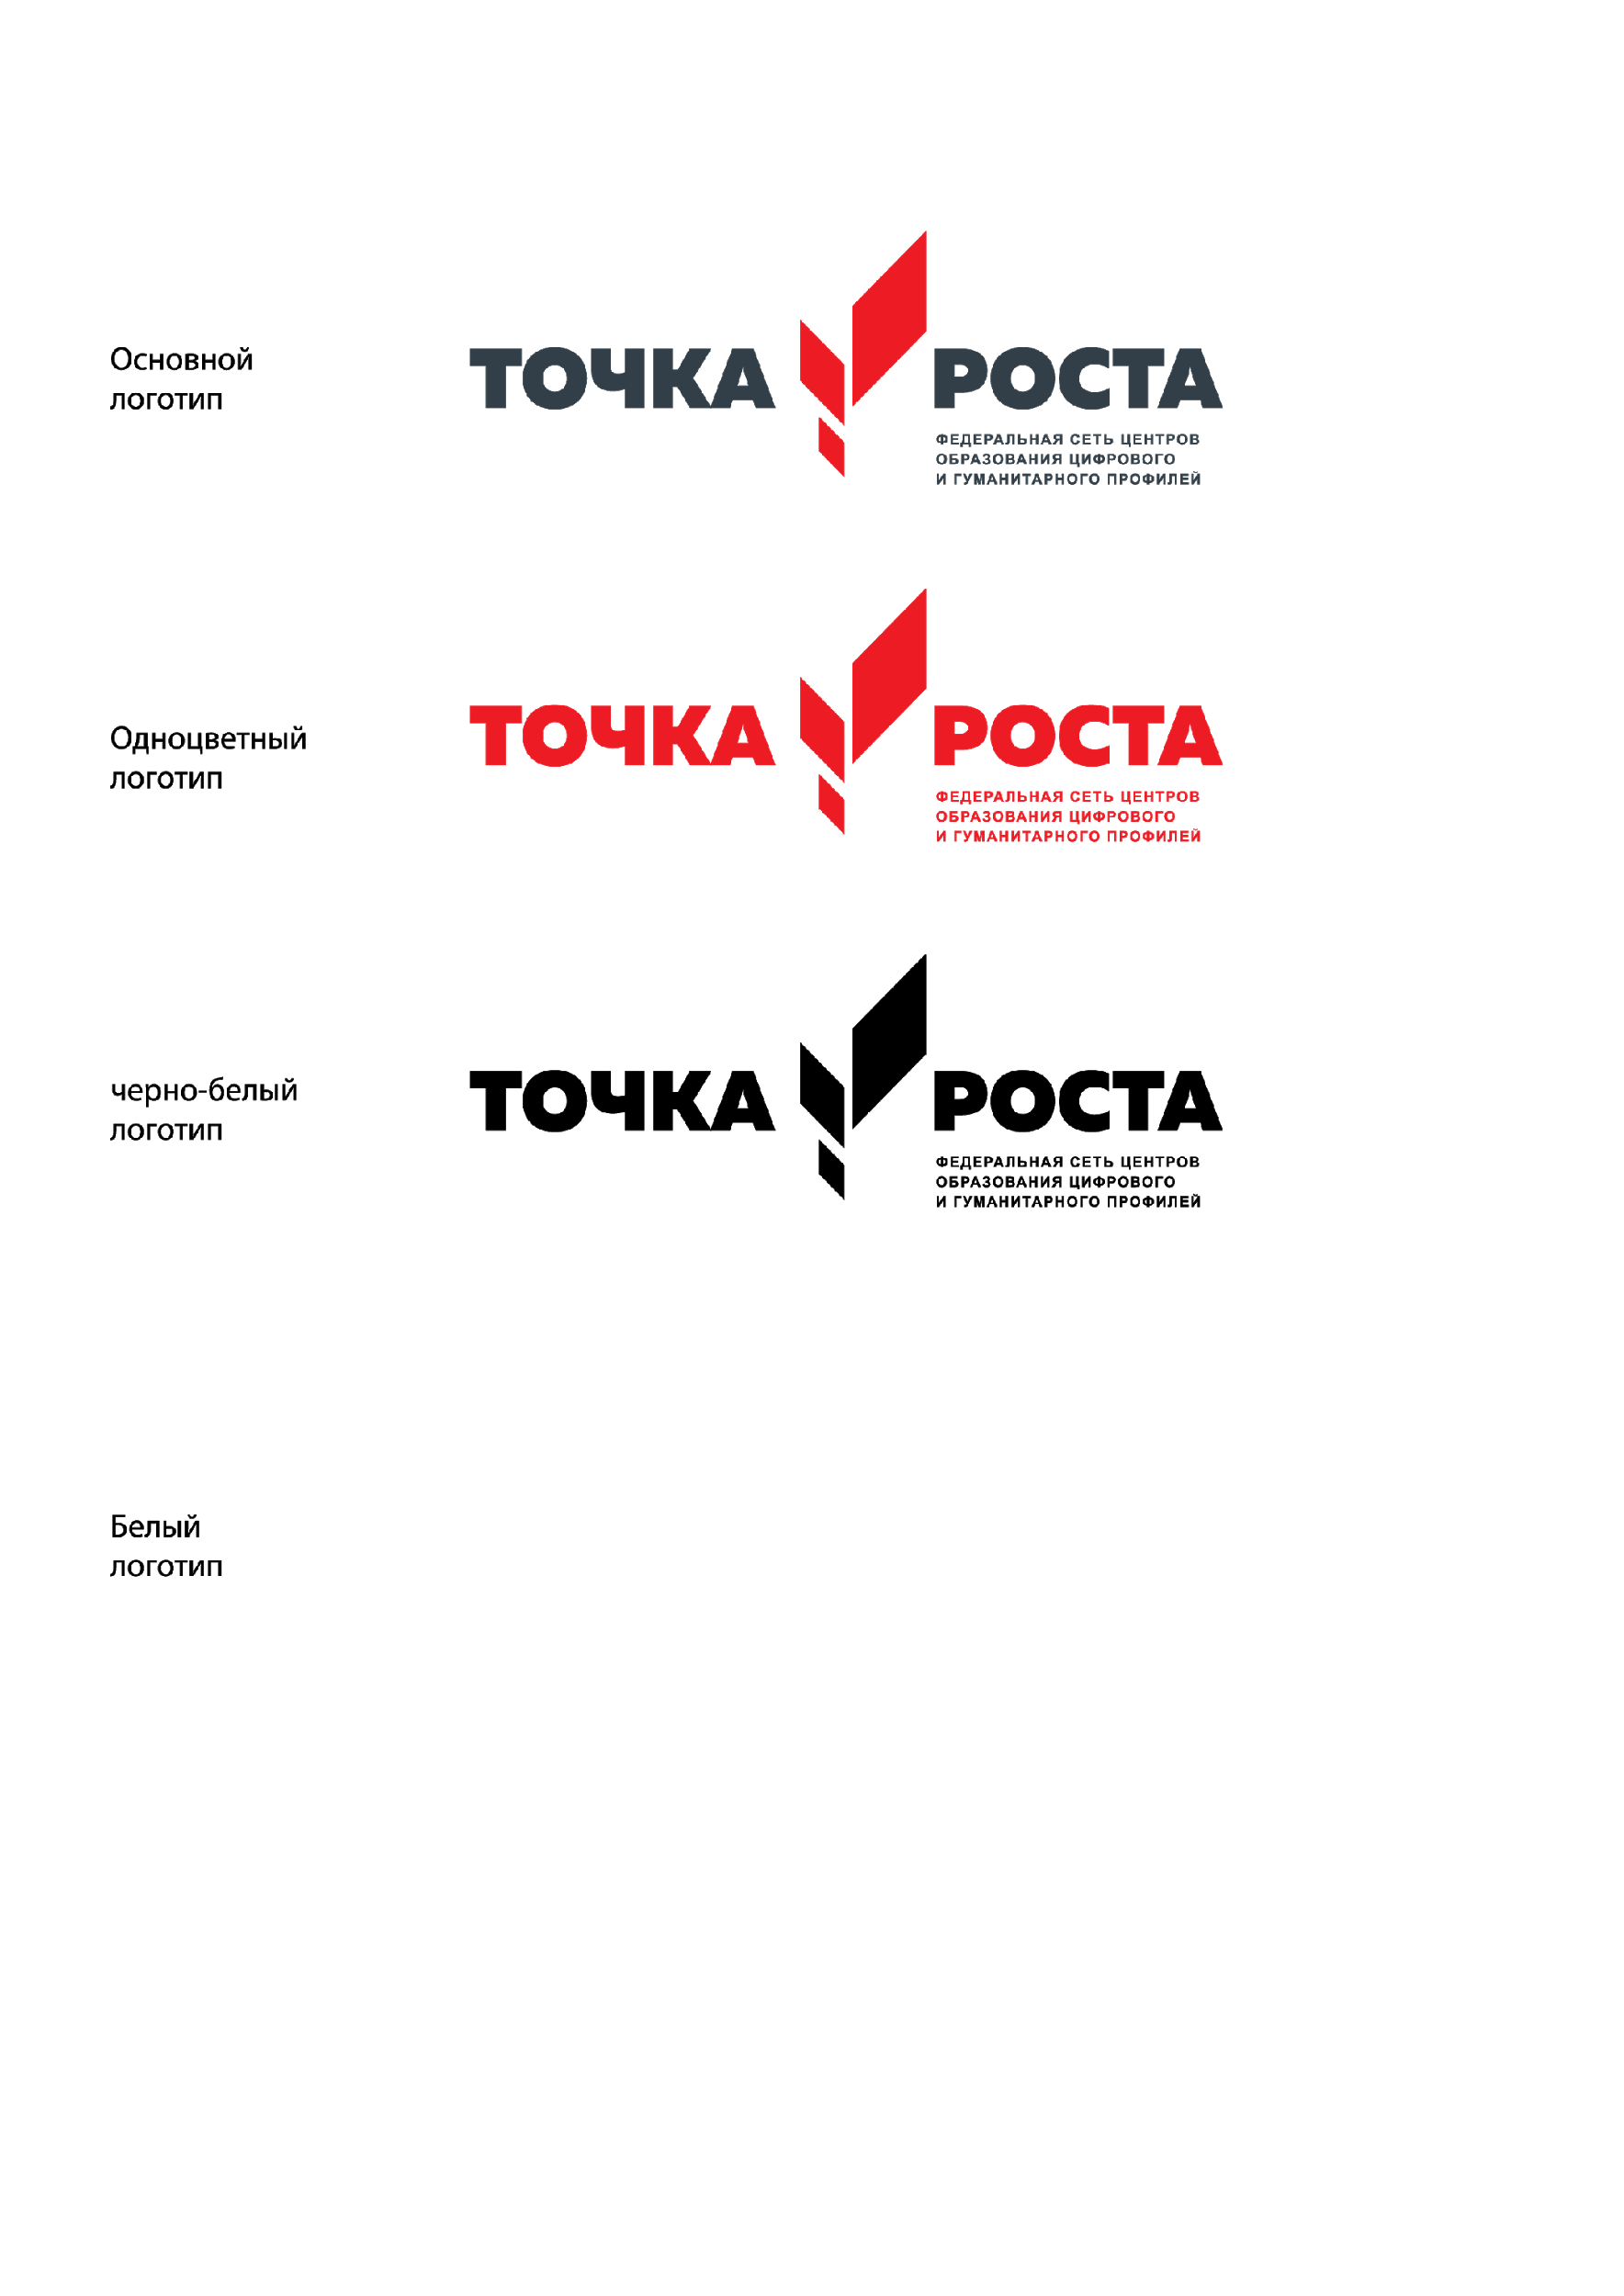 Основной
логотип
ТОЧКА РОСТА
ФЕДЕРАЛЬНАЯ СЕТЬ ЦЕНТРОВ
ОБРАЗОВАНИЯ ЦИФРОВОГО
И ГУМАНИТАРНОГО ПРОФИЛЕЙ
Одноцветный
логотип
ТОЧКА РОСТА
ФЕДЕРАЛЬНАЯ СЕТЬ ЦЕНТРОВ
ОБРАЗОВАНИЯ ЦИФРОВОГО
И ГУМАНИТАРНОГО ПРОФИЛЕЙ
черно-белый
логотип
ТОЧКА РОСТА
ФЕДЕРАЛЬНАЯ СЕТЬ ЦЕНТРОВ
ОБРАЗОВАНИЯ ЦИФРОВОГО
И ГУМАНИТАРНОГО ПРОФИЛЕЙ
Белый
логотип